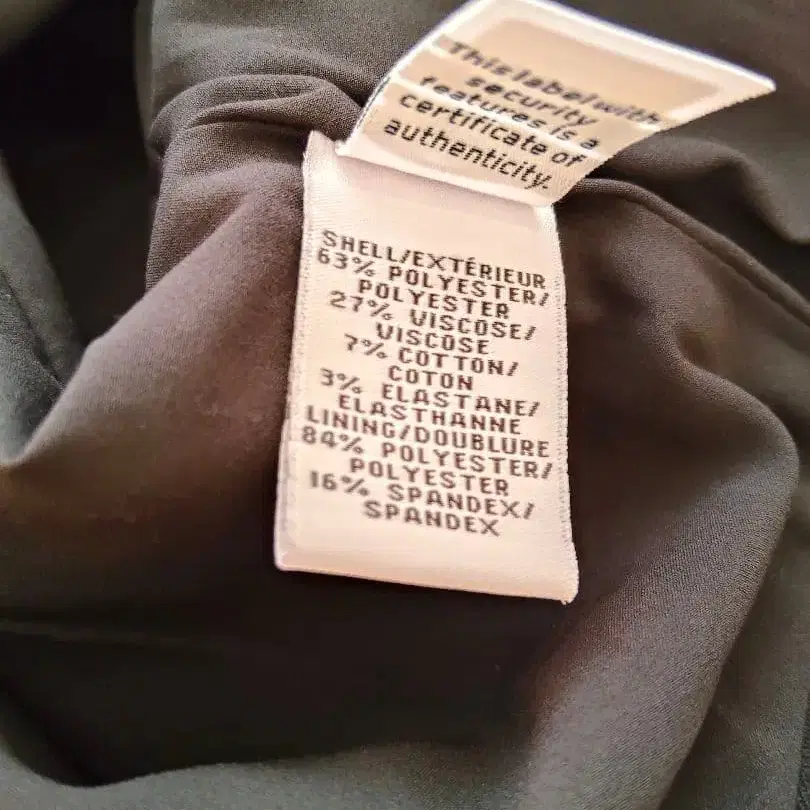 This label with
security
features is a
certificate of
authenticity.
SHELL/EXTÉRIEUR
63% POLYESTER/
POLYESTER
27% VISCOSE/
VISCOSE
7% COTTON/
COTON
3% ELASTANE/
ELASTHANNE
LINING/DOUBLURE
84% POLYESTER/
POLYESTER
16% SPANDEX/
SPANDEX